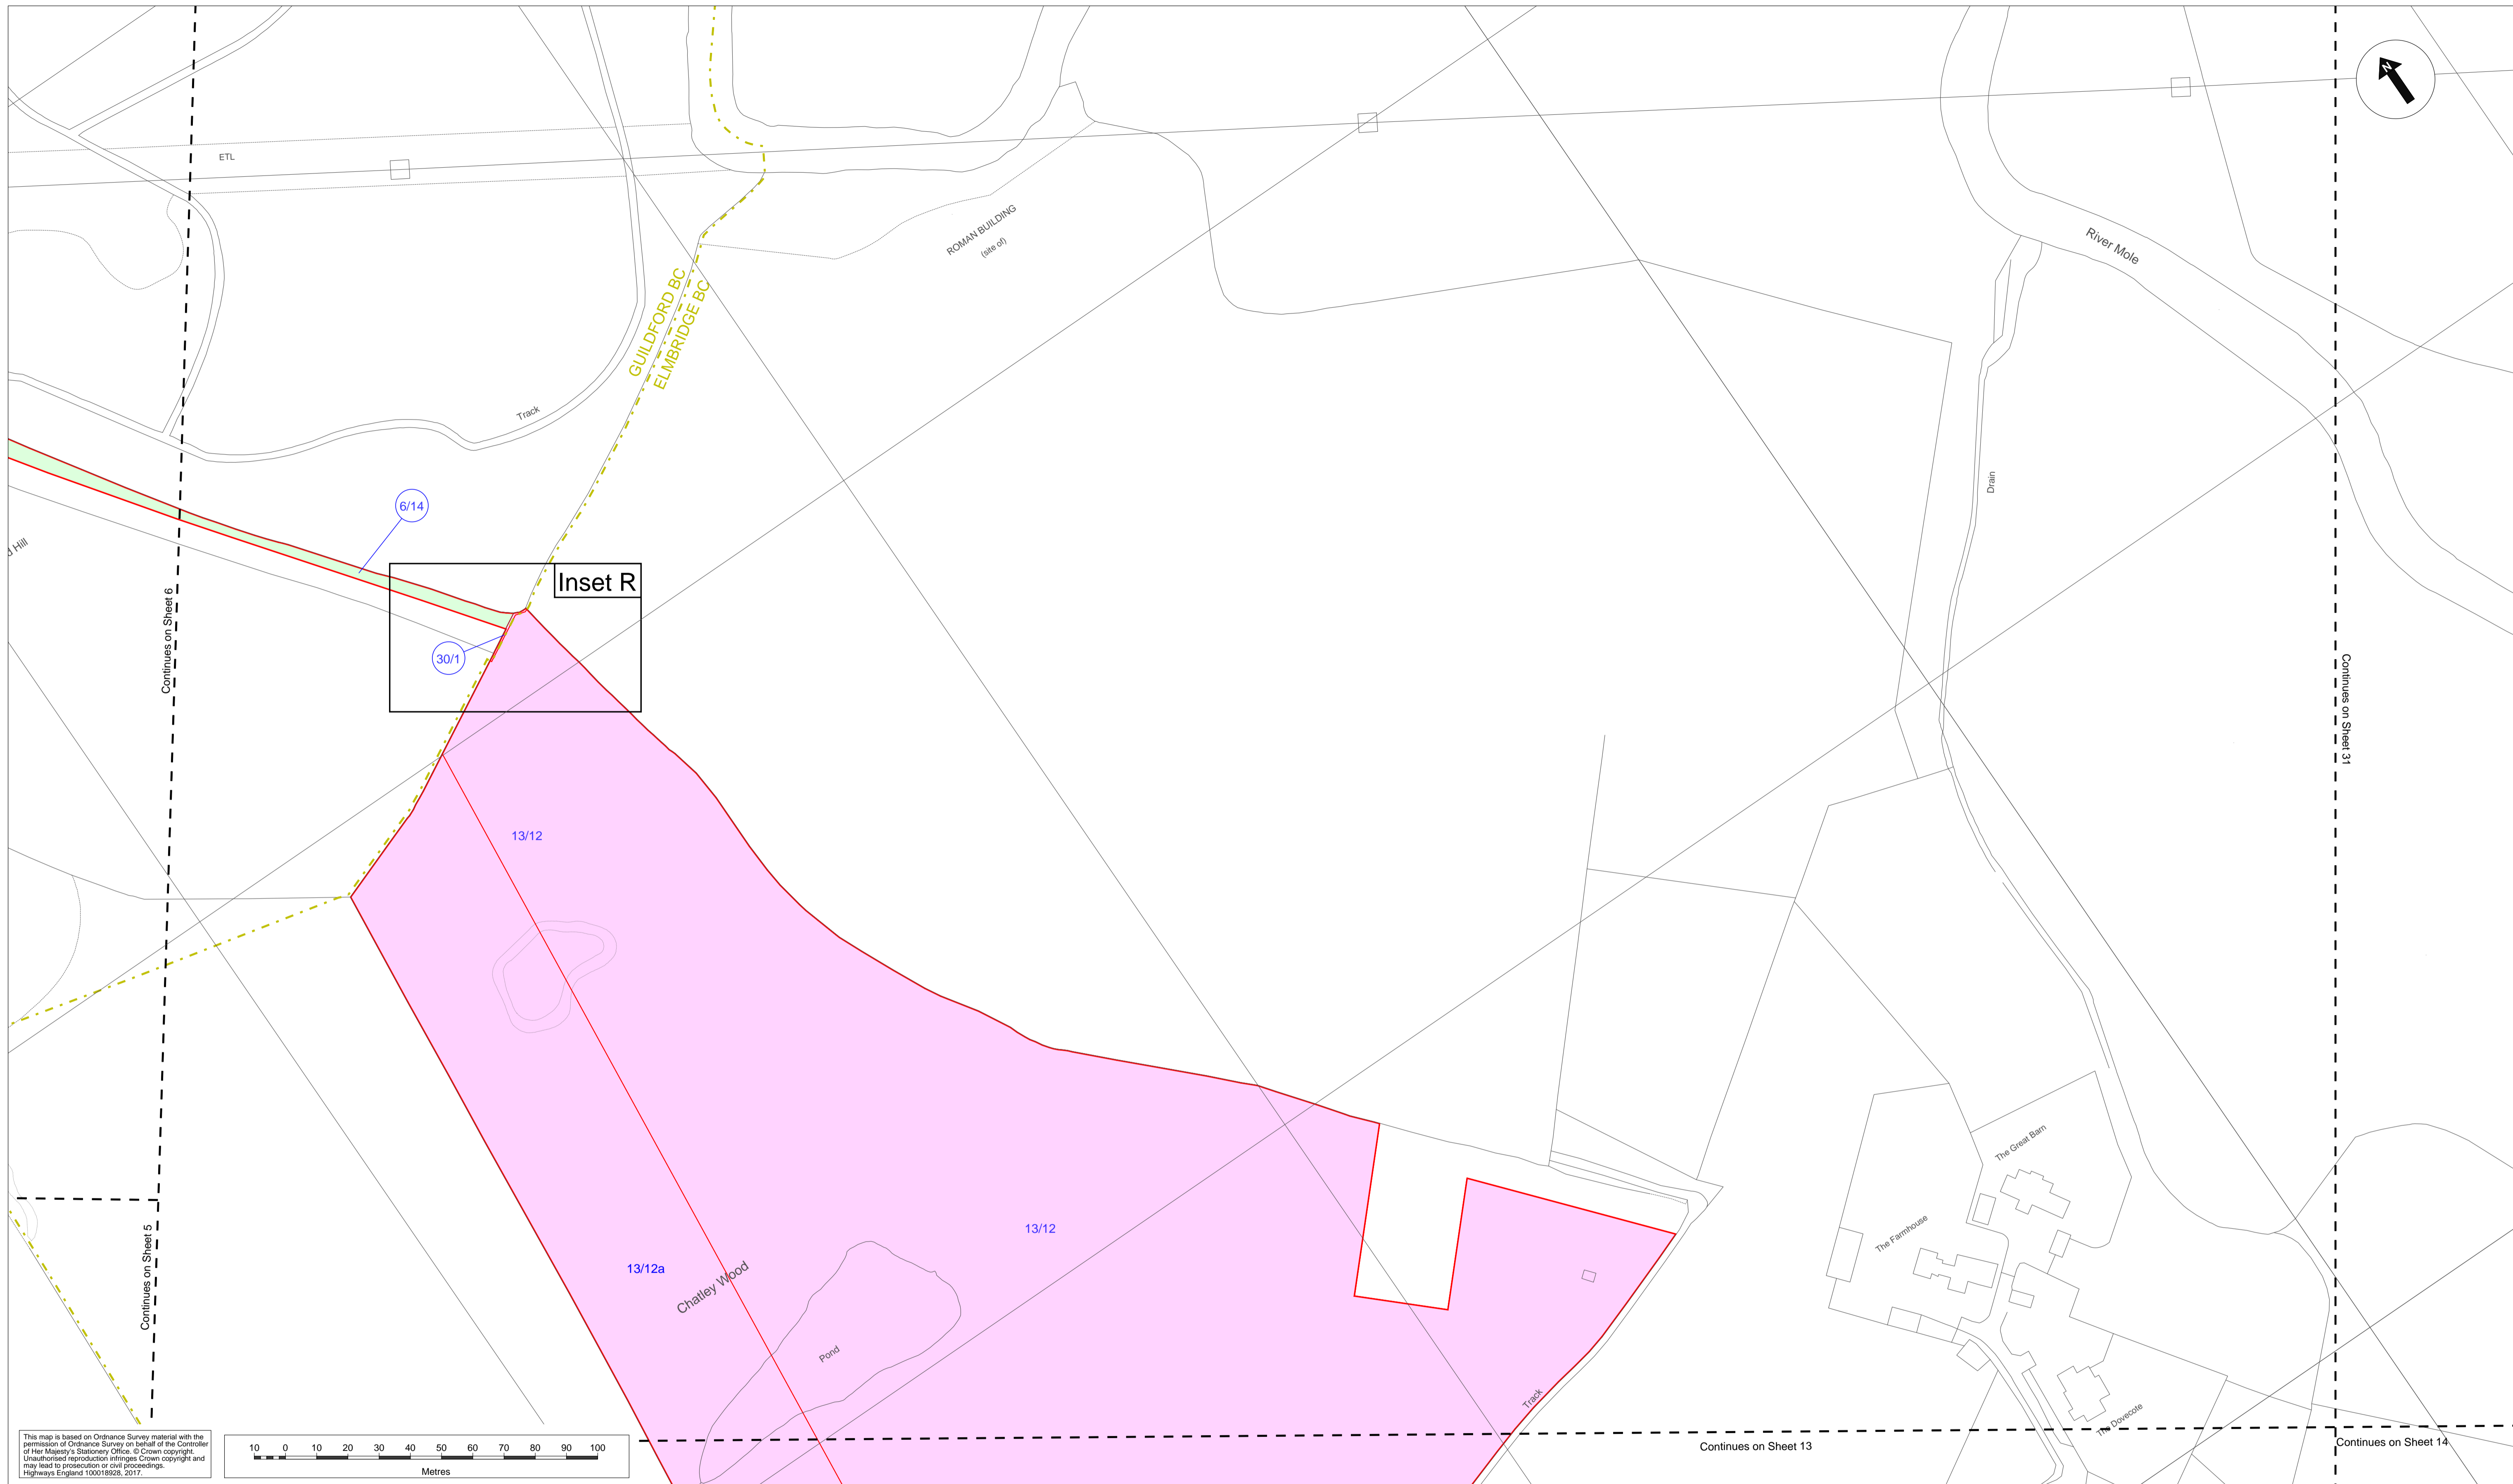 N
ETL
ROMAN BUILDING
(site of)
River Mole
GUILDFORD BC
ELMBRIDGE BC
Track
Drain
6/14
d Hill
Inset R
30/1
Continues on Sheet 6
Continues on Sheet 31
13/12
The Great Barn
The Farmhouse
13/12
13/12a
Chatley Wood
Continues on Sheet 5
Pond
Track
The Dovecote
Continues on Sheet 13
Continues on Sheet 14
This map is based on Ordnance Survey material with the
permission of Ordnance Survey on behalf of the Controller
of Her Majesty's Stationery Office. © Crown copyright.
Unauthorised reproduction infringes Crown copyright and
may lead to prosecution or civil proceedings.
Highways England 100018928, 2017.
10 0 10 20 30 40 50 60 70 80 90 100
Metres